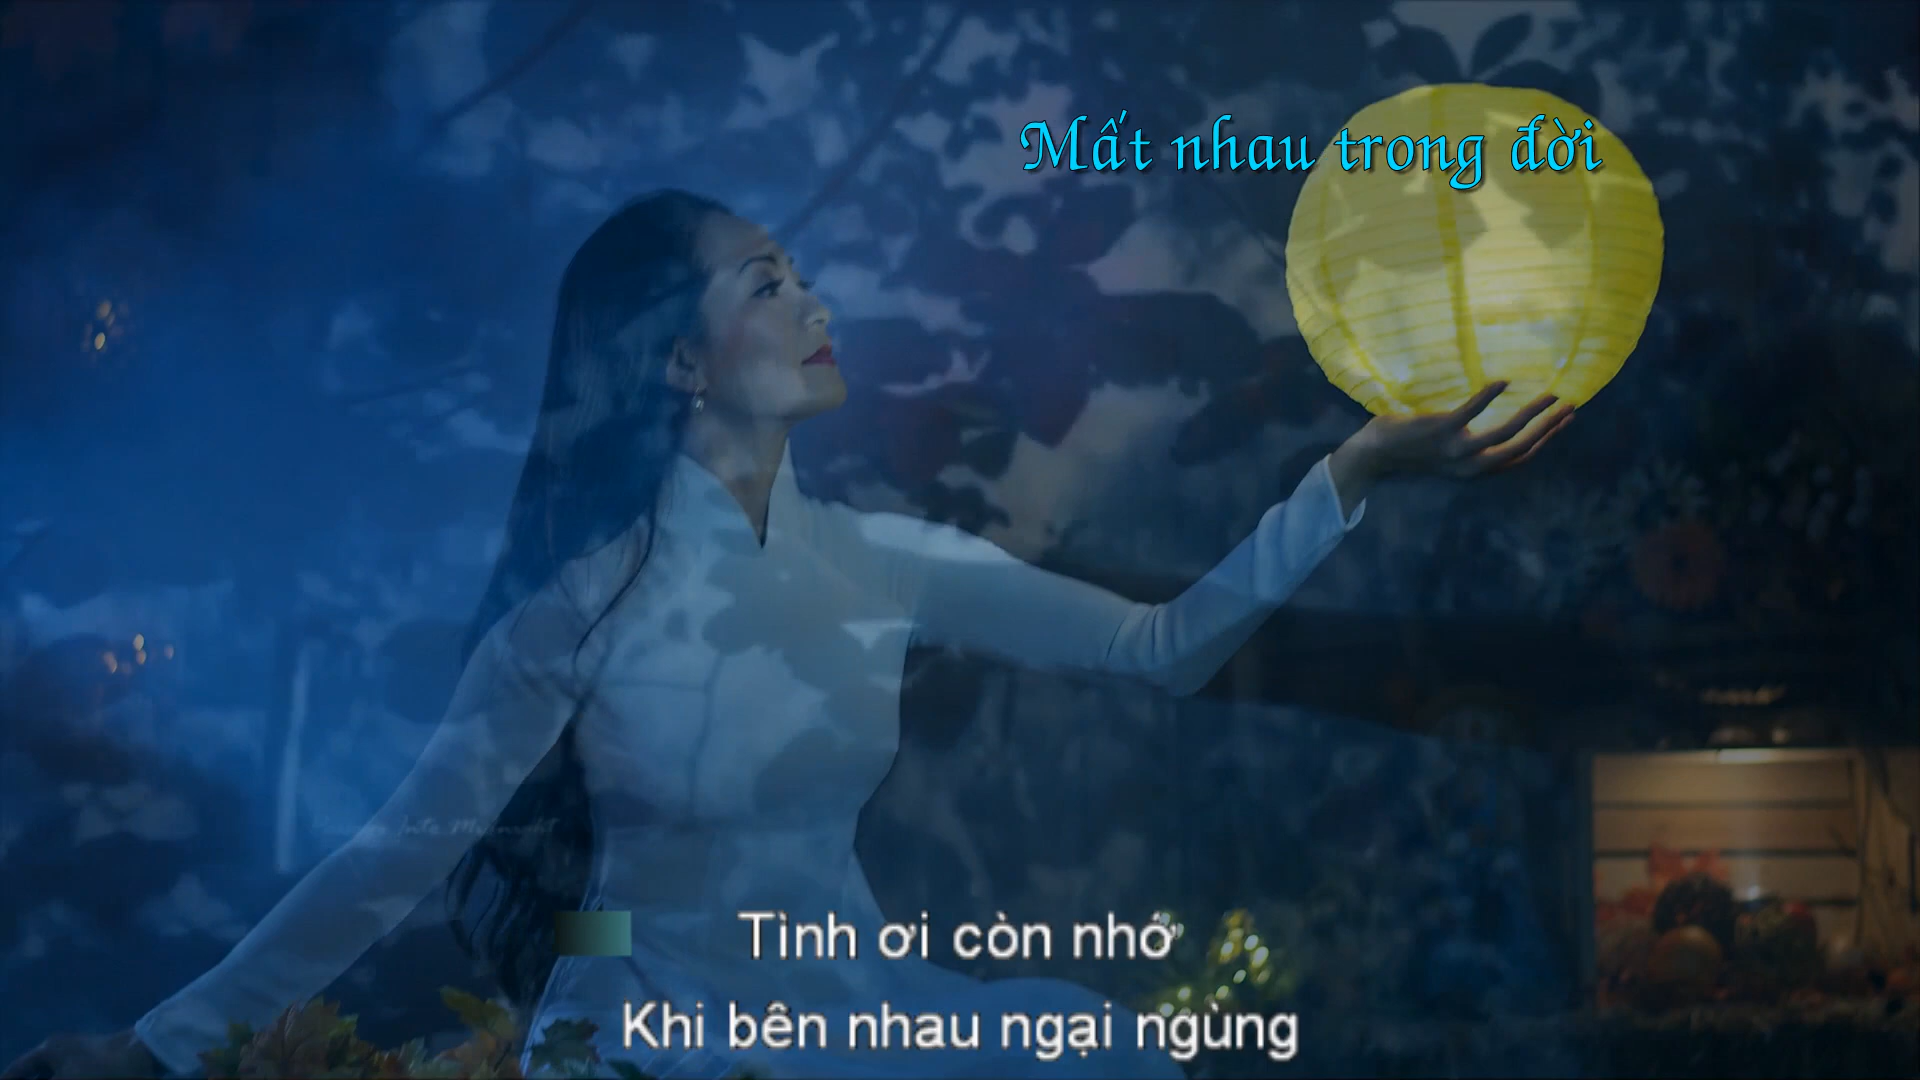 Mất nhau trong đời
Tình ơi còn nhớ
Khi bên nhau ngại ngùng